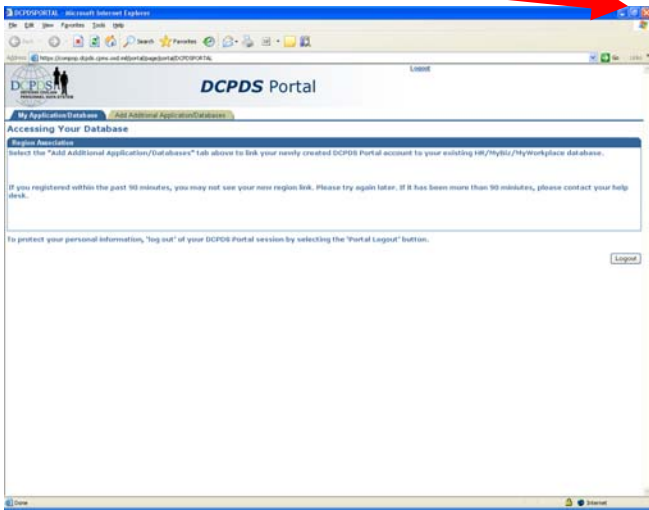 DCPDSPORTAL - Microsoft Internet Explorer
File Edit View Favorites Tools Help
Back Search Favorites
Address Go Links
Logout
DCPDS
DCPDS Portal
My Application/Database Add Additional Application/Databases
Accessing Your Database
Region Association
Select the "Add Additional Application/Databases" tab above to link your newly created DCPDS Portal account to your existing HR/MyBiz/MyWorkplace database.
If you registered within the past 90 minutes, you may not see your new region link. Please try again later. If it has been more than 90 minutes, please contact your help
desk.
To protect your personal information, 'log out' of your DCPDS Portal session by selecting the 'Portal Logout' button.
Logout
Done Internet